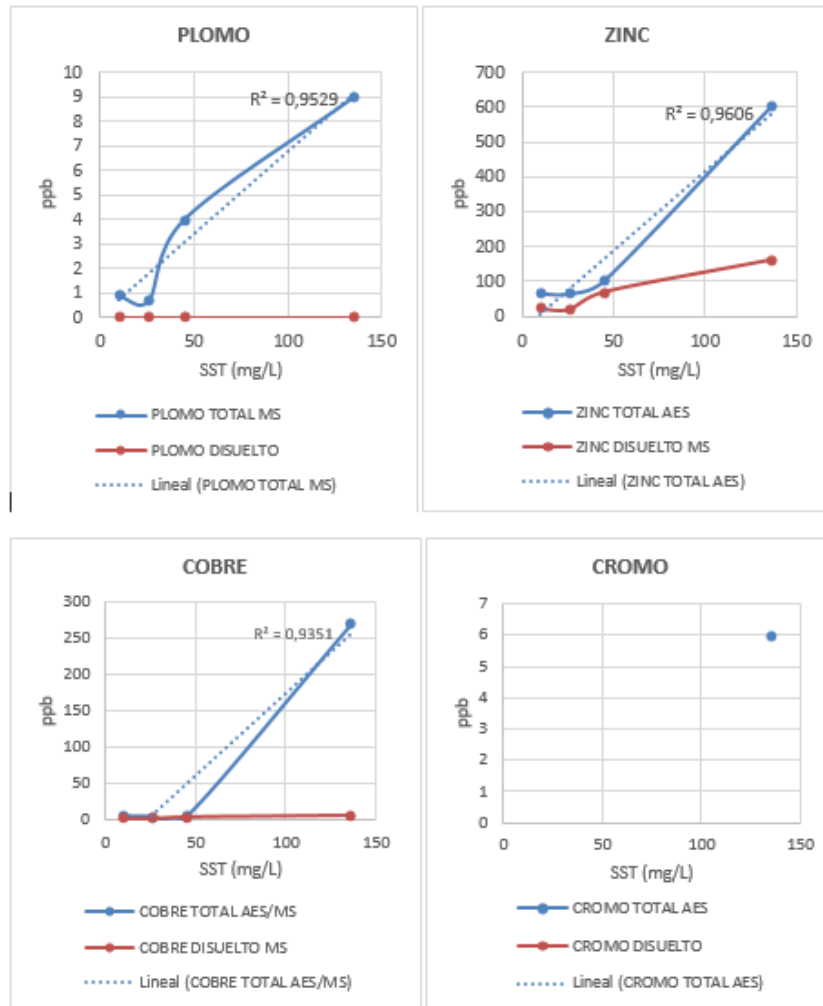 PLOMO
10
9
8
7
6
5
4
3
2
1
0
ppb
R² = 0,9529
0 50 100 150
SST (mg/L)
PLOMO TOTAL MS
PLOMO DISUELTO
Lineal (PLOMO TOTAL MS)
ZINC
700
600
500
400
300
200
100
0
ppb
R² = 0,9606
0 50 100 150
SST (mg/L)
ZINC TOTAL AES
ZINC DISUELTO MS
Lineal (ZINC TOTAL AES)
COBRE
300
250
200
150
100
50
0
ppb
R² = 0,9351
0 50 100 150
SST (mg/L)
COBRE TOTAL AES/MS
COBRE DISUELTO MS
Lineal (COBRE TOTAL AES/MS)
CROMO
7
6
5
4
3
2
1
0
ppb
0 50 100 150
SST (mg/L)
CROMO TOTAL AES
CROMO DISUELTO
Lineal (CROMO TOTAL AES)